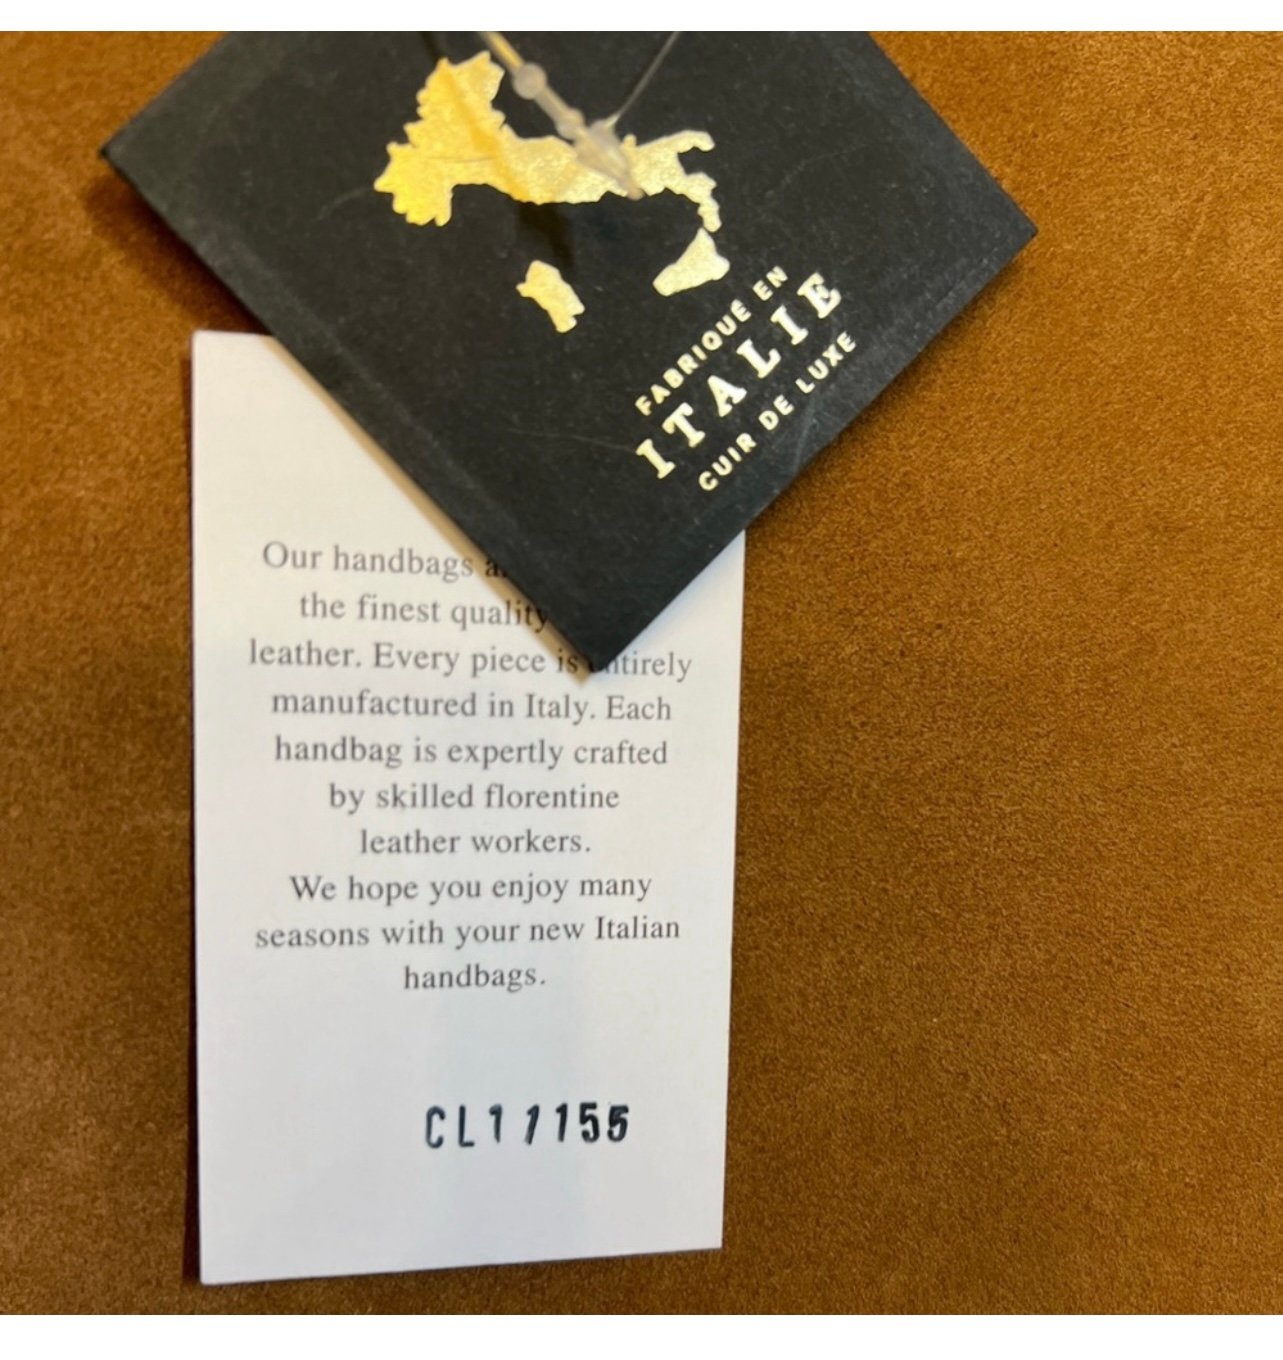 FABRIQUÉ EN
ITALIE
CUIR DE LUXE
Our handbags
the finest quality
leather. Every piece is entirely
manufactured in Italy. Each
handbag is expertly crafted
by skilled florentine
leather workers.
We hope you enjoy many
seasons with your new Italian
handbags.
CL11155